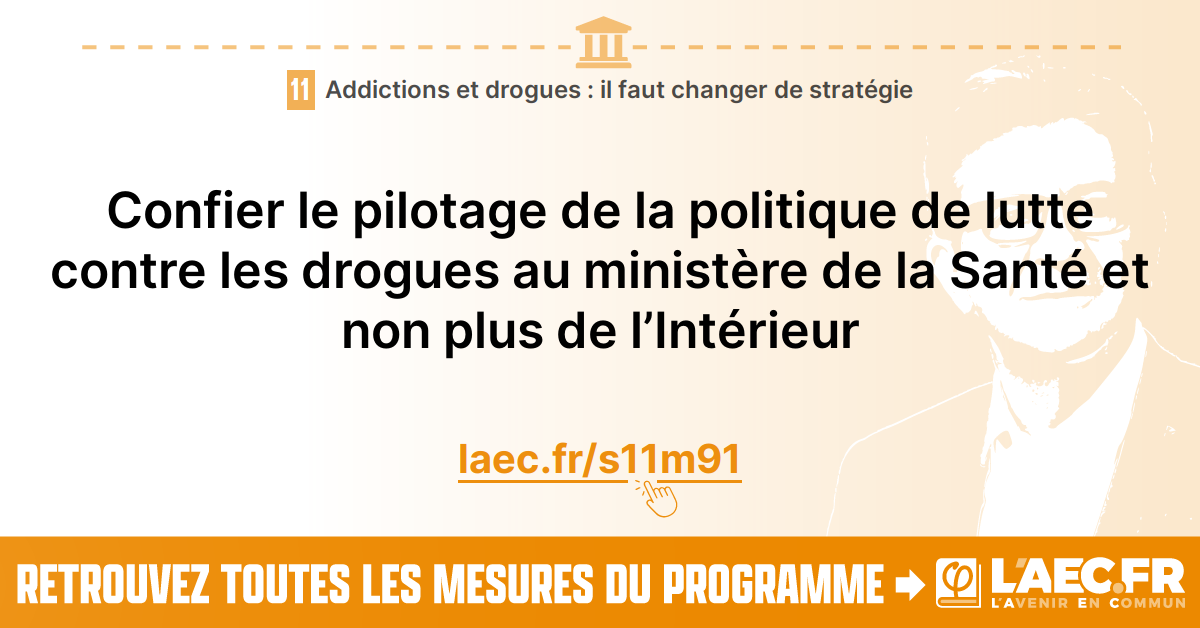 11 Addictions et drogues : il faut changer de stratégie
Confier le pilotage de la politique de lutte
contre les drogues au ministère de la Santé et
non plus de l’Intérieur
laec.fr/s11m91
RETROUVEZ TOUTES LES MESURES DU PROGRAMME
φ L'AEC.FR
L'AVENIR EN COMMUN